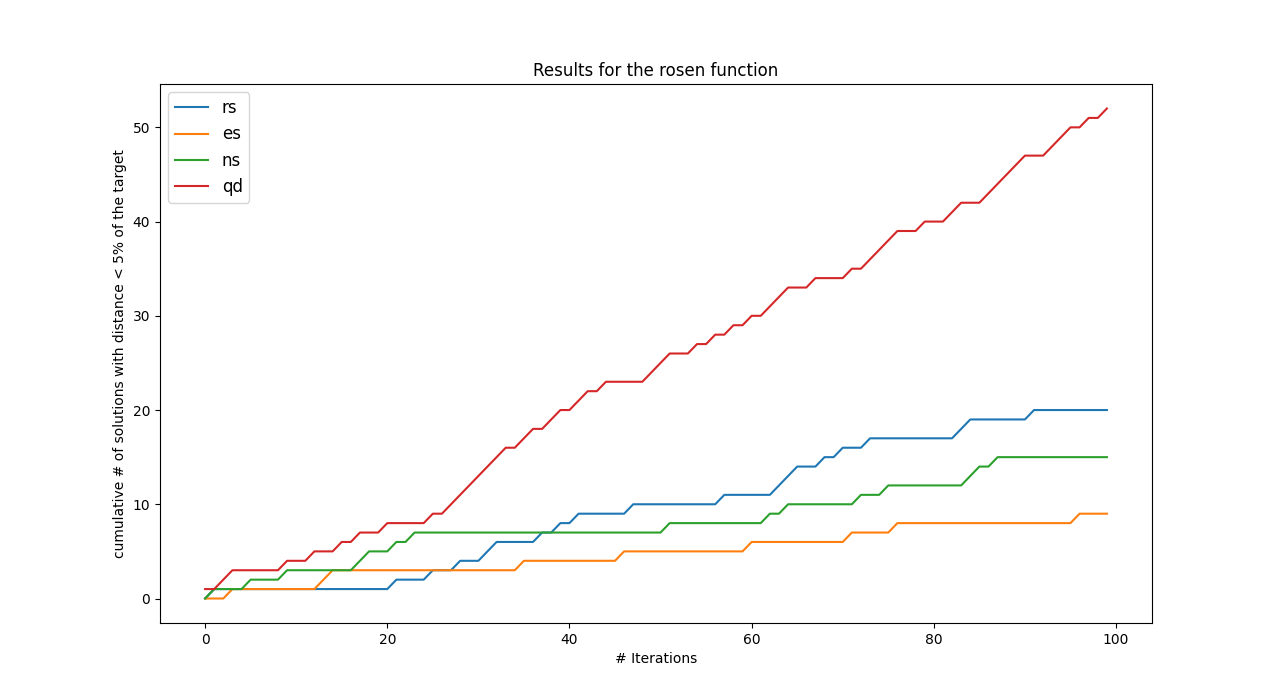 Results for the rosen function
rs
es
ns
qd
cumulative # of solutions with distance < 5% of the target
50
40
30
20
10
0
0 20 40 60 80 100
# Iterations